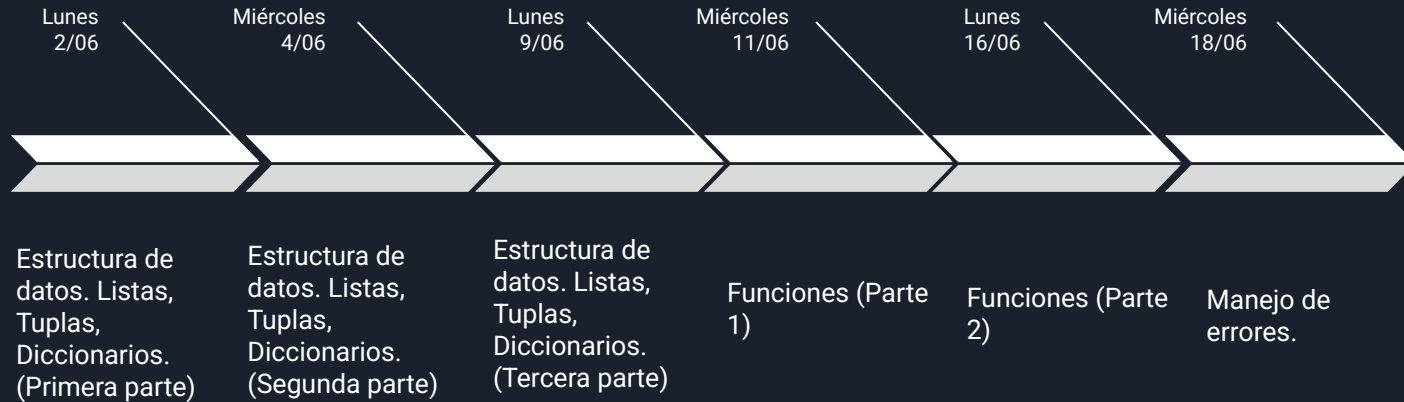 Lunes
2/06
Miércoles
4/06
Lunes
9/06
Miércoles
11/06
Lunes
16/06
Miércoles
18/06
Estructura de
datos. Listas,
Tuplas,
Diccionarios.
(Primera parte)
Estructura de
datos. Listas,
Tuplas,
Diccionarios.
(Segunda parte)
Estructura de
datos. Listas,
Tuplas,
Diccionarios.
(Tercera parte)
Funciones (Parte
1)
Funciones (Parte
2)
Manejo de
errores.